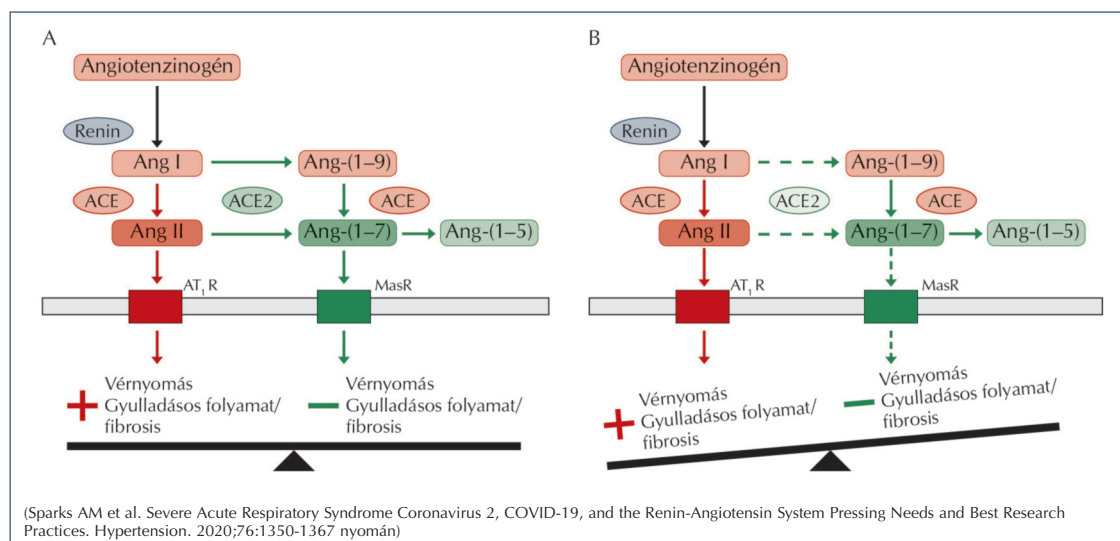 A
Angiotenzinogén
Renin
Ang I
Ang-(1–9)
ACE
ACE2
ACE
Ang II
Ang-(1–7)
Ang-(1–5)
AT1 R
MasR
Vérnyomás
Gyulladásos folyamat/
fibrosis
Vérnyomás
Gyulladásos folyamat/
fibrosis
B
Angiotenzinogén
Renin
Ang I
Ang-(1–9)
ACE
ACE2
ACE
Ang II
Ang-(1–7)
Ang-(1–5)
AT1 R
MasR
Vérnyomás
Gyulladásos folyamat/
fibrosis
Vérnyomás
Gyulladásos folyamat/
fibrosis
(Sparks AM et al. Severe Acute Respiratory Syndrome Coronavirus 2, COVID-19, and the Renin-Angiotensin System Pressing Needs and Best Research
Practices. Hypertension. 2020;76:1350-1367 nyomán)